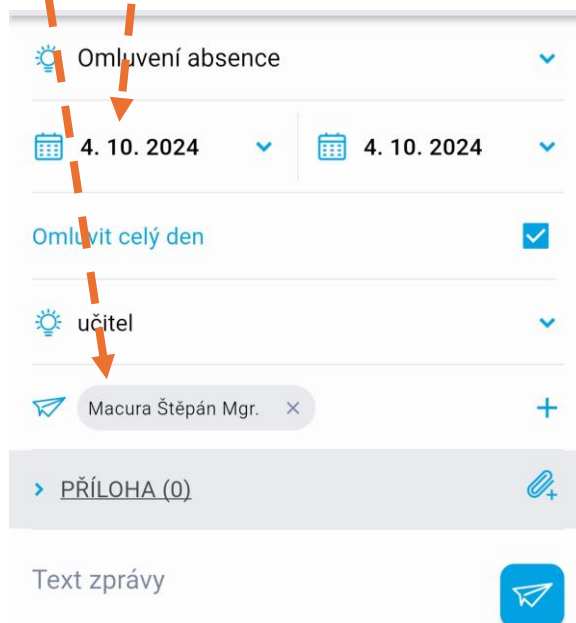 Omluvení absence
4. 10. 2024 4. 10. 2024
Omluvit celý den
učitel
Macura Štěpán Mgr.
PŘÍLOHA (0)
Text zprávy